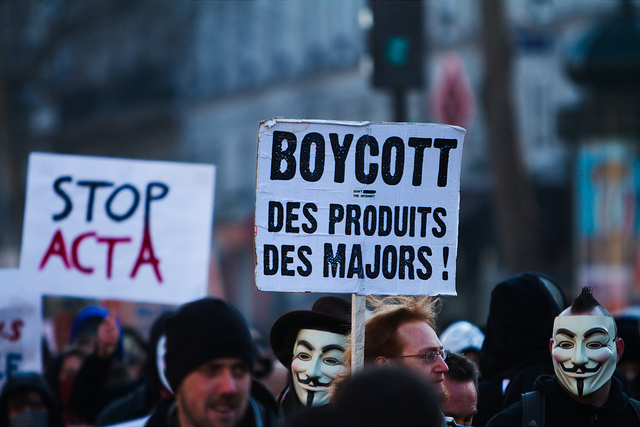 STOP
ACTA
BOYCOTT
DES PRODUITS
DES MAJORS !